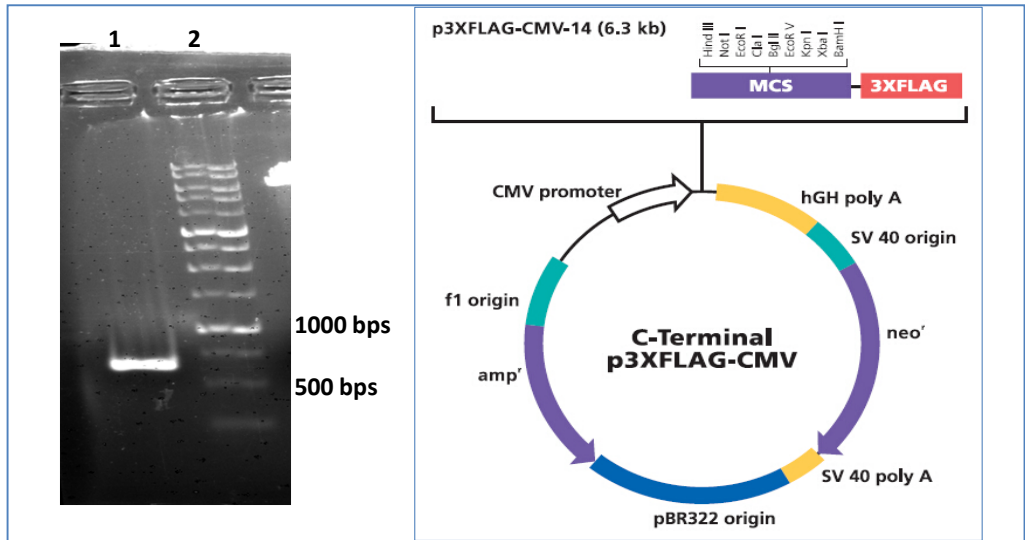 1 2
1000 bps
500 bps
p3XFLAG-CMV-14 (6.3 kb)
Hind III
Not I
EcoR I
Cla I
Bgl II
EcoR V
Kpn I
Xba I
BamH I
MCS
3XFLAG
CMV promoter
hGH poly A
SV 40 origin
f1 origin
neoʳ
C-Terminal
p3XFLAG-CMV
ampʳ
SV 40 poly A
pBR322 origin